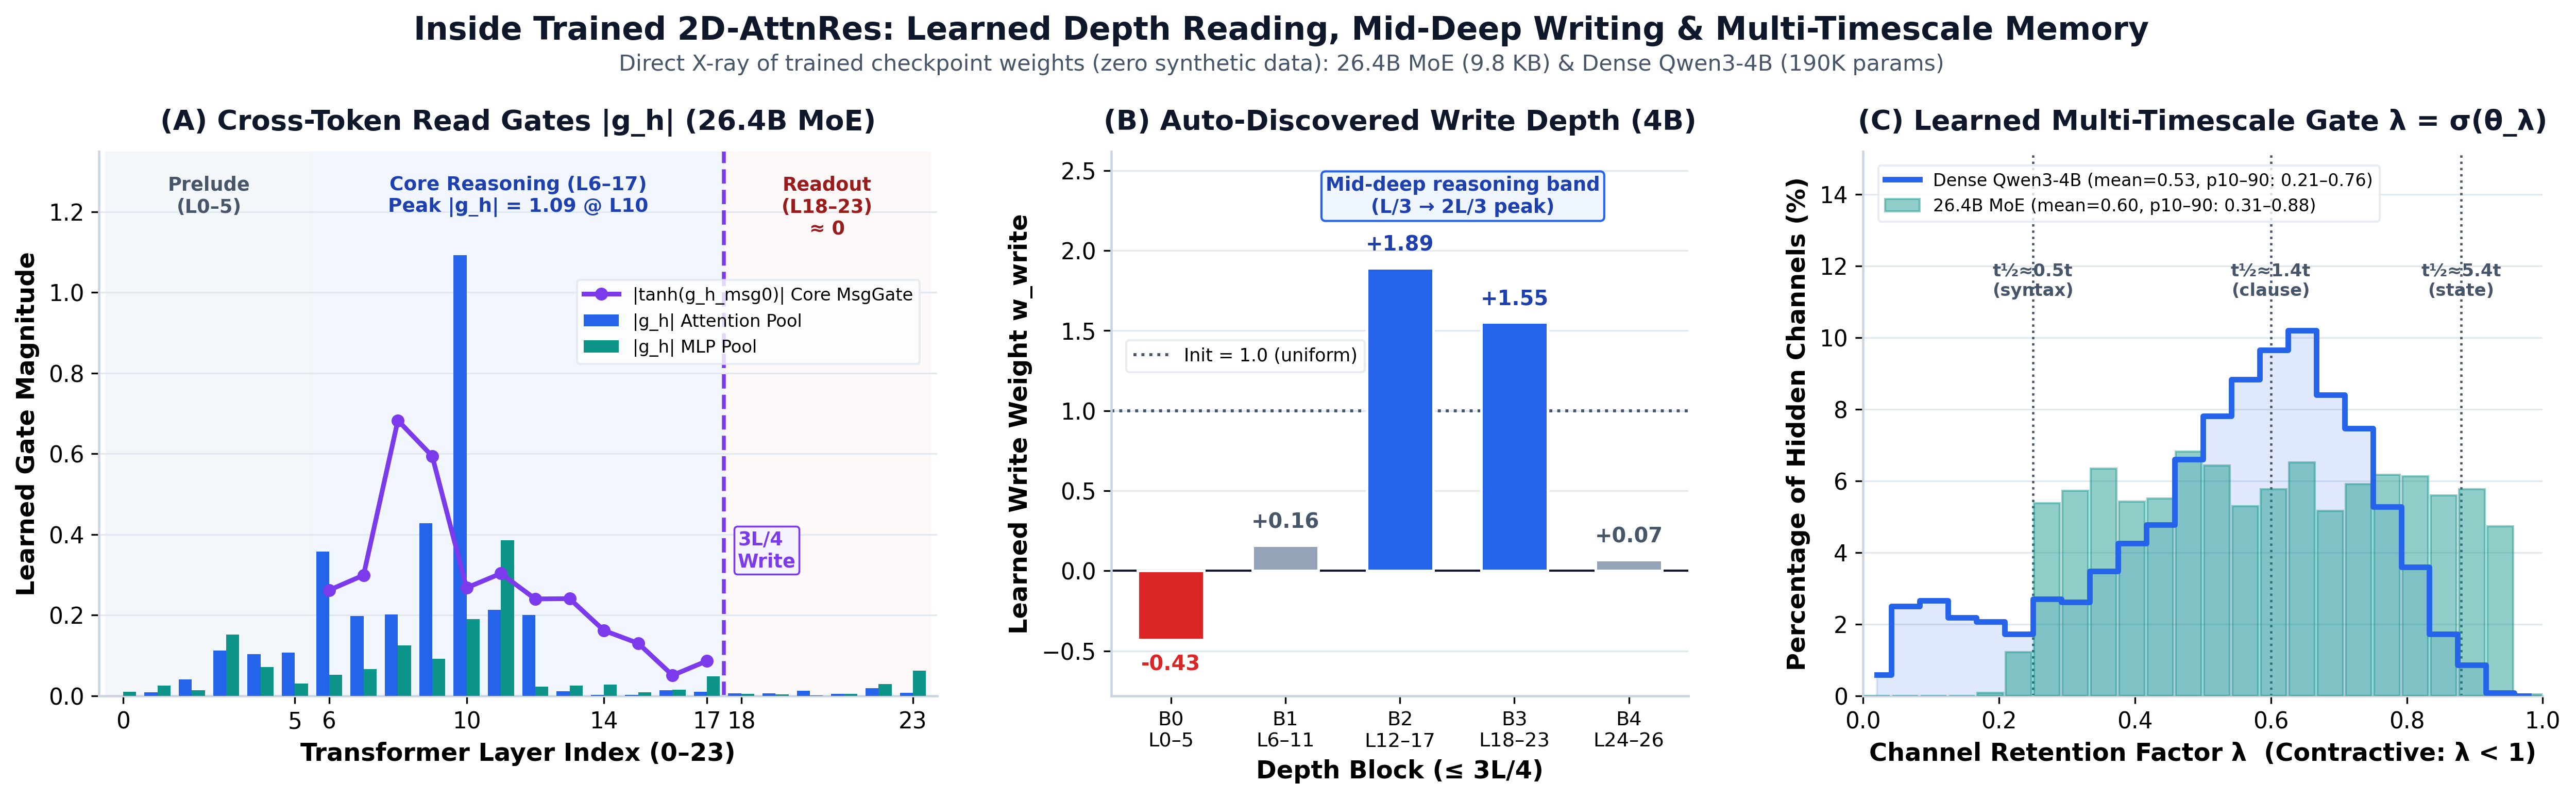 Inside Trained 2D-AttnRes: Learned Depth Reading, Mid-Deep Writing & Multi-Timescale Memory
Direct X-ray of trained checkpoint weights (zero synthetic data): 26.4B MoE (9.8 KB) & Dense Qwen3-4B (190K params)
(A) Cross-Token Read Gates |g_h| (26.4B MoE)
Learned Gate Magnitude
1.2
1.0
0.8
0.6
0.4
0.2
0.0
Prelude
(L0–5)
Core Reasoning (L6–17)
Peak |g_h| = 1.09 @ L10
Readout
(L18–23)
≈ 0
|tanh(g_h_msg0)| Core MsgGate
|g_h| Attention Pool
|g_h| MLP Pool
3L/4
Write
0 5 6 10 14 17 18 23
Transformer Layer Index (0–23)
(B) Auto-Discovered Write Depth (4B)
Learned Write Weight w_write
2.5
2.0
1.5
1.0
0.5
0.0
−0.5
Mid-deep reasoning band
(L/3 → 2L/3 peak)
+1.89
+1.55
Init = 1.0 (uniform)
+0.16
+0.07
-0.43
B0 B1 B2 B3 B4
L0–5 L6–11 L12–17 L18–23 L24–26
Depth Block (≤ 3L/4)
(C) Learned Multi-Timescale Gate λ = σ(θ_λ)
Percentage of Hidden Channels (%)
14
12
10
8
6
4
2
0
Dense Qwen3-4B (mean=0.53, p10–90: 0.21–0.76)
26.4B MoE (mean=0.60, p10–90: 0.31–0.88)
t½≈0.5t
(syntax)
t½≈1.4t
(clause)
t½≈5.4t
(state)
0.0 0.2 0.4 0.6 0.8 1.0
Channel Retention Factor λ (Contractive: λ < 1)